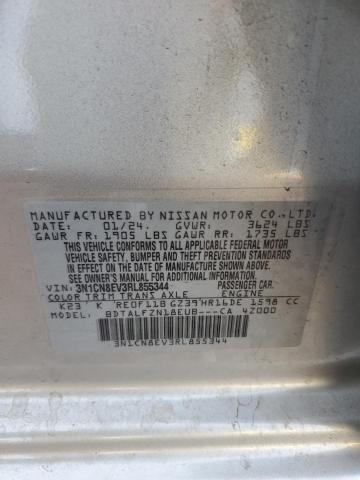 MANUFACTURED BY NISSAN MOTOR CO.,LTD.
DATE: 01/24. GVWR: 3624 LBS
GAWR FR: 1905 LBS GAWR RR: 1735 LBS
THIS VEHICLE CONFORMS TO ALL APPLICABLE FEDERAL MOTOR
VEHICLE SAFETY, BUMPER AND THEFT PREVENTION STANDARDS
IN EFFECT ON THE DATE OF MANUFACTURE SHOWN ABOVE.
SEE OWNER'S MANUAL FOR ADDITIONAL INFORMATION
VIN: 3N1CN8EV3RL855344 PASSENGER CAR.
COLOR TRIM TRANS AXLE ENGINE
K23 K RE0F11B GZ39 HR16DE 1598 CC
BDTALFZN18EUB---CA 4Z000
3N1CN8EV3RL855344